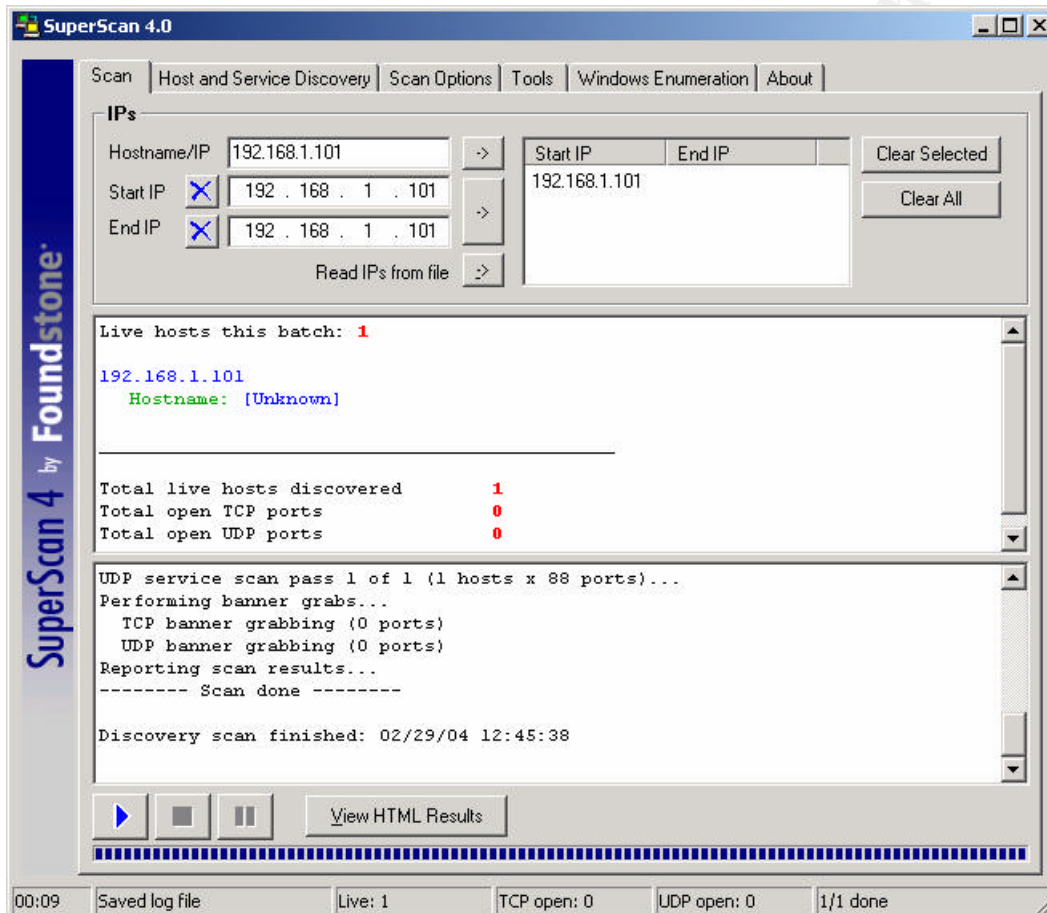 SuperScan 4.0
Scan Host and Service Discovery Scan Options Tools Windows Enumeration About
IPs
Hostname/IP 192.168.1.101 ->
Start IP X 192 . 168 . 1 . 101
End IP X 192 . 168 . 1 . 101
->
Read IPs from file ->
Start IP End IP
192.168.1.101
Clear Selected
Clear All
Live hosts this batch: 1
192.168.1.101
Hostname: [Unknown]
Total live hosts discovered 1
Total open TCP ports 0
Total open UDP ports 0
UDP service scan pass 1 of 1 (1 hosts x 88 ports)...
Performing banner grabs...
TCP banner grabbing (0 ports)
UDP banner grabbing (0 ports)
Reporting scan results...
-------- Scan done --------
Discovery scan finished: 02/29/04 12:45:38
View HTML Results
00:09 Saved log file Live: 1 TCP open: 0 UDP open: 0 1/1 done
SuperScan 4 by Foundstone